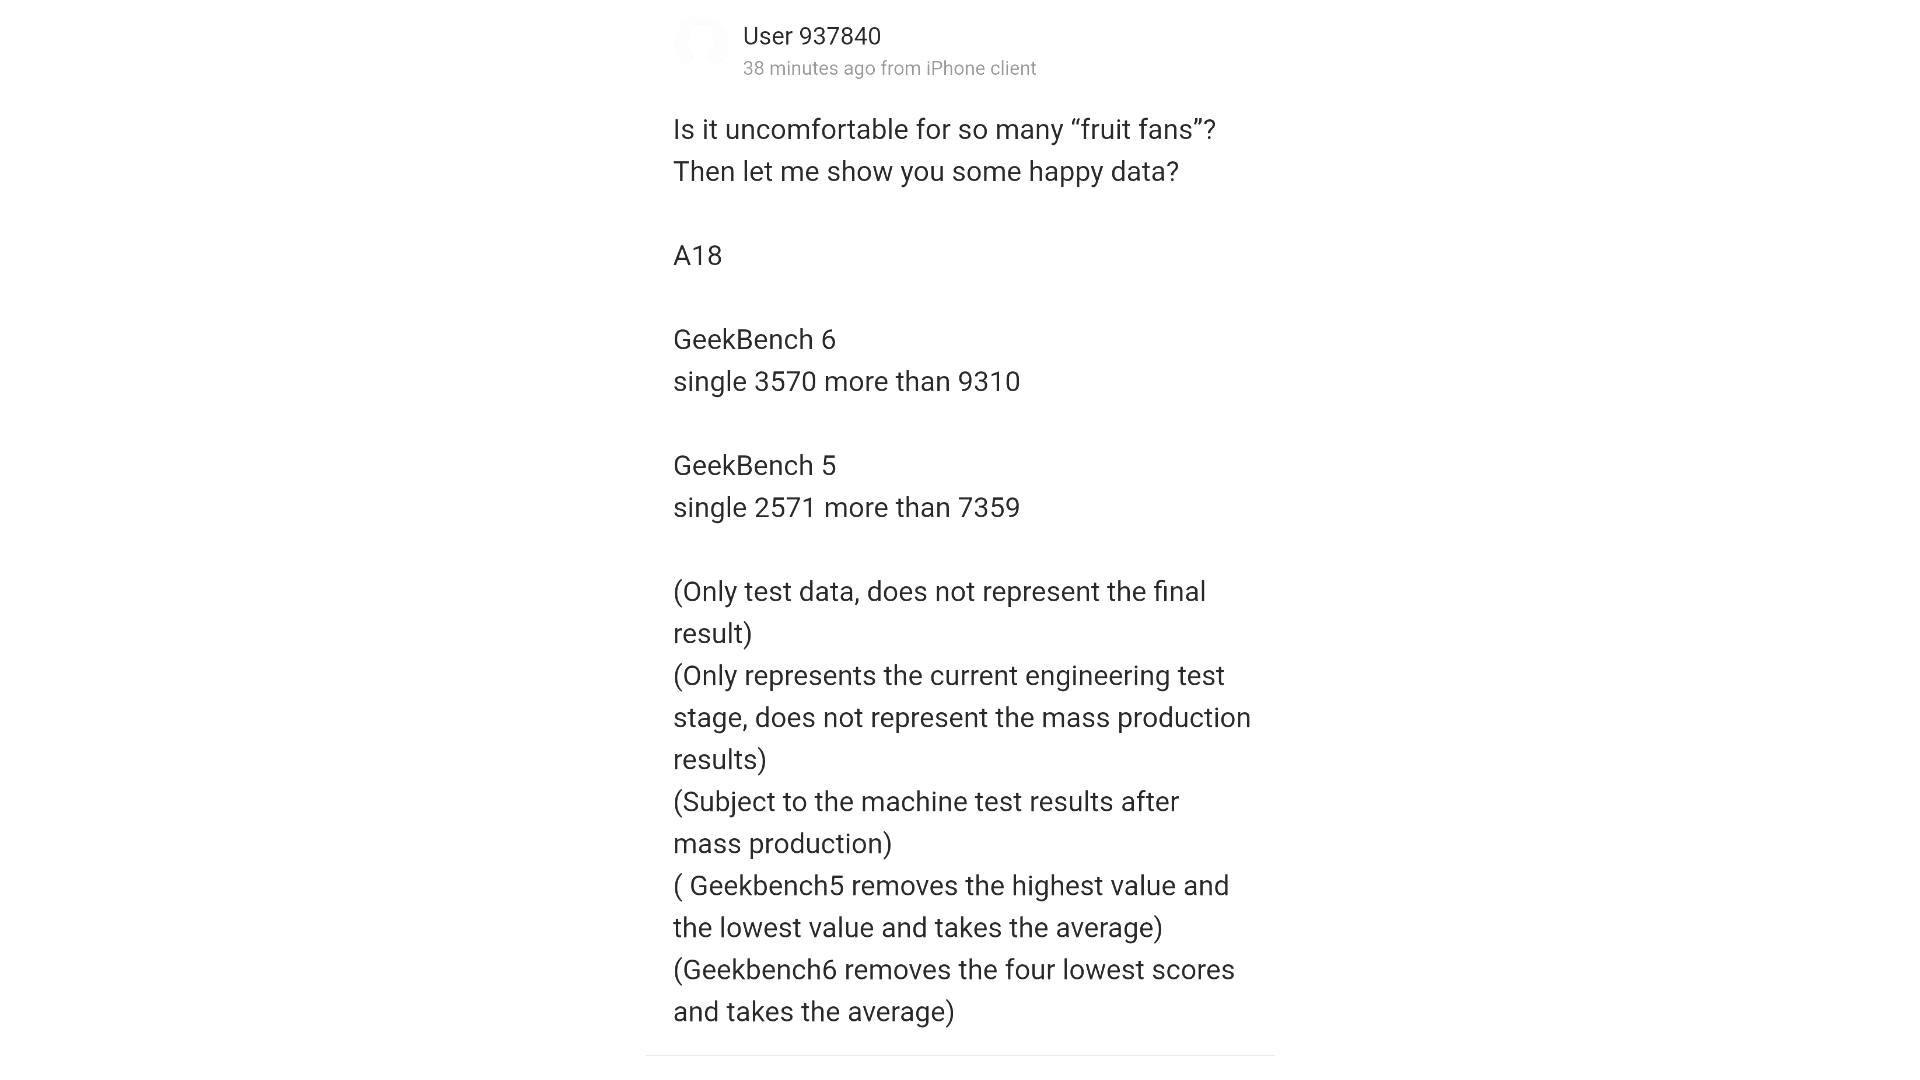 User 937840
38 minutes ago from iPhone client
Is it uncomfortable for so many “fruit fans”?
Then let me show you some happy data?
A18
GeekBench 6
single 3570 more than 9310
GeekBench 5
single 2571 more than 7359
(Only test data, does not represent the final
result)
(Only represents the current engineering test
stage, does not represent the mass production
results)
(Subject to the machine test results after
mass production)
( Geekbench5 removes the highest value and
the lowest value and takes the average)
(Geekbench6 removes the four lowest scores
and takes the average)